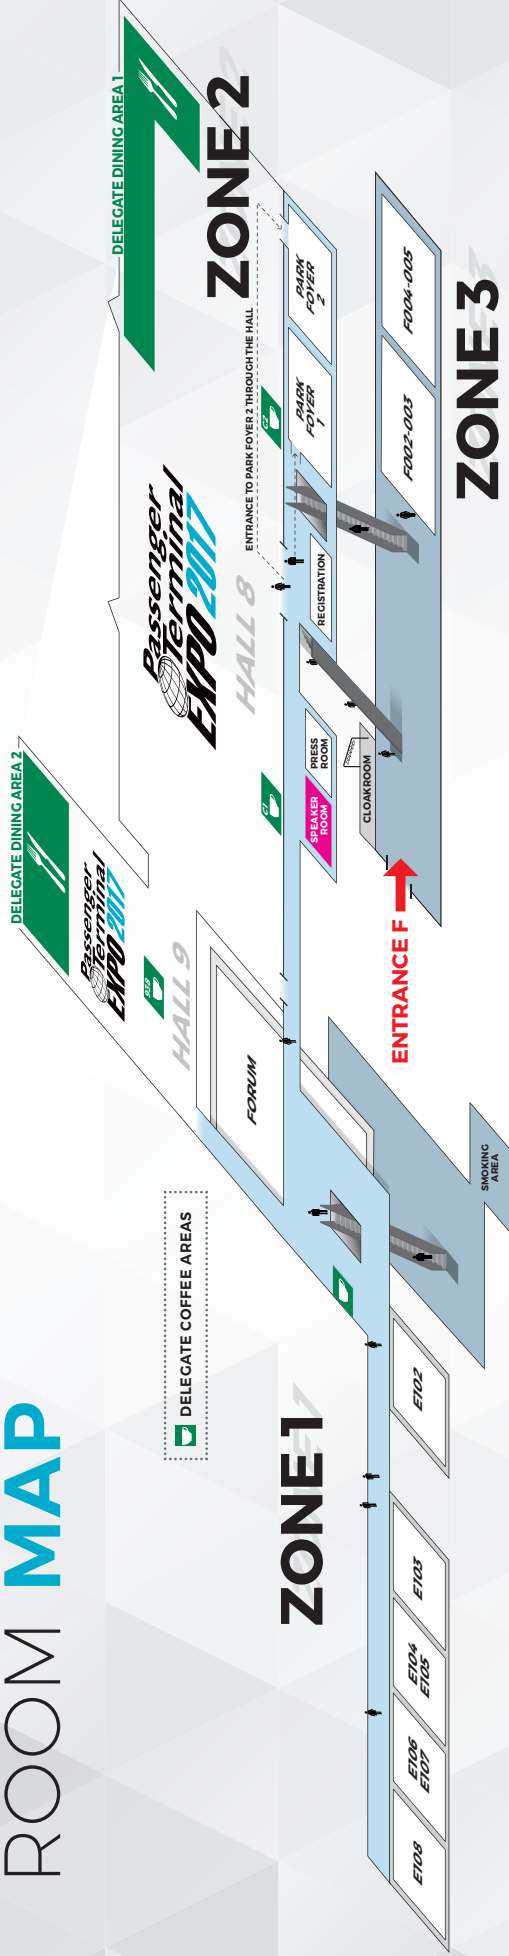 ROOM MAP
DELEGATE DINING AREA 2
DELEGATE DINING AREA 1
Passenger
Terminal
EXPO 2017
938
HALL 9
Passenger
Terminal
EXPO 2017
HALL 8
ZONE 2
ENTRANCE TO PARK FOYER 2 THROUGH THE HALL
DELEGATE COFFEE AREAS
FORUM
G1
G2
PARK
FOYER
1
PARK
FOYER
2
REGISTRATION
PRESS
ROOM
SPEAKER
ROOM
CLOAKROOM
ZONE 1
ENTRANCE F
F002-003
F004-005
ZONE 3
E108
E106
E107
E104
E105
E103
E102
SMOKING
AREA